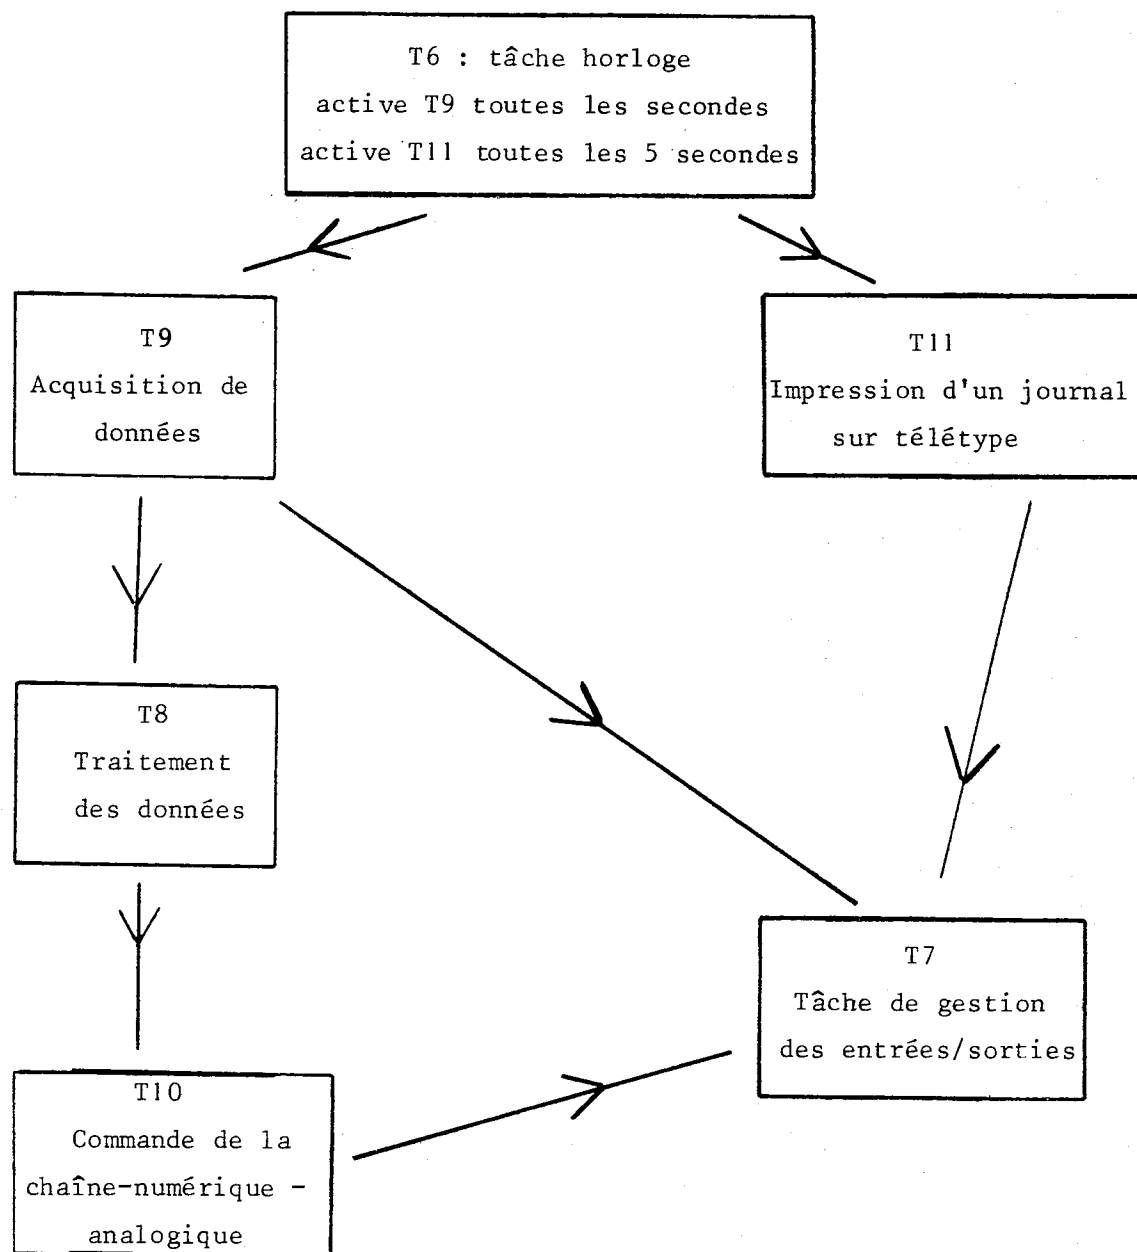 T6 : tâche horloge
active T9 toutes les secondes
active T11 toutes les 5 secondes
T9
Acquisition de
données
T11
Impression d'un journal
sur télétype
T8
Traitement
des données
T7
Tâche de gestion
des entrées/sorties
T10
Commande de la
chaîne-numérique -
analogique